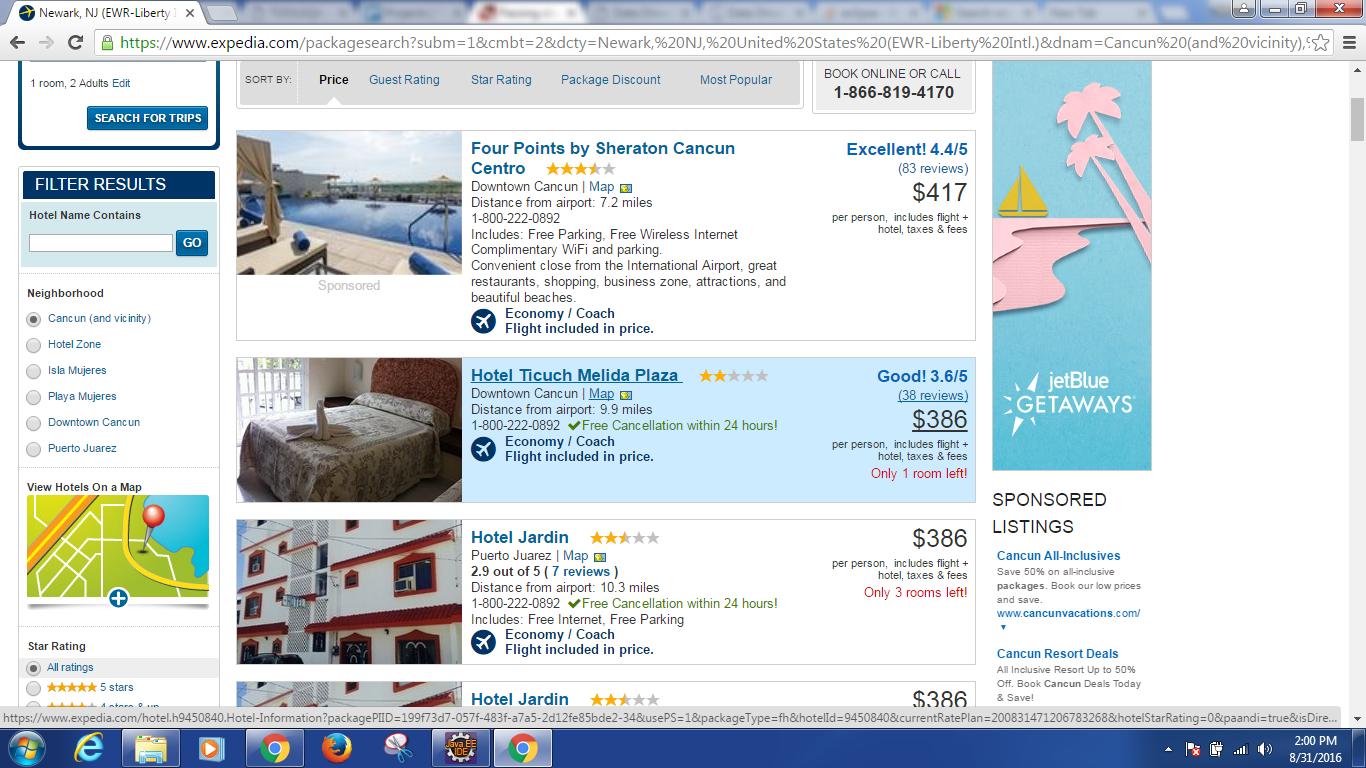 Newark, NJ (EWR-Liberty
https://www.expedia.com/packagesearch?subm=1&cmbt=2&dcty=Newark,%20NJ,%20United%20States%20(EWR-Liberty%20Intl.)&dnam=Cancun%20(and%20vicinity),
1 room, 2 Adults Edit
SEARCH FOR TRIPS
FILTER RESULTS
Hotel Name Contains
GO
Neighborhood
Cancun (and vicinity)
Hotel Zone
Isla Mujeres
Playa Mujeres
Downtown Cancun
Puerto Juarez
View Hotels On a Map
Star Rating
All ratings
5 stars
4 stars & up
SORT BY: Price Guest Rating Star Rating Package Discount Most Popular
BOOK ONLINE OR CALL
1-866-819-4170
Four Points by Sheraton Cancun
Centro
Downtown Cancun | Map
Distance from airport: 7.2 miles
1-800-222-0892
Includes: Free Parking, Free Wireless Internet
Complimentary WiFi and parking.
Convenient close from the International Airport, great
restaurants, shopping, business zone, attractions, and
beautiful beaches.
Economy / Coach
Flight included in price.
Sponsored
Excellent! 4.4/5
(83 reviews)
$417
per person, includes flight +
hotel, taxes & fees
Hotel Ticuch Melida Plaza
Downtown Cancun | Map
Distance from airport: 9.9 miles
1-800-222-0892 Free Cancellation within 24 hours!
Economy / Coach
Flight included in price.
Good! 3.6/5
(38 reviews)
$386
per person, includes flight +
hotel, taxes & fees
Only 1 room left!
Hotel Jardin
Puerto Juarez | Map
2.9 out of 5 ( 7 reviews )
Distance from airport: 10.3 miles
1-800-222-0892 Free Cancellation within 24 hours!
Includes: Free Internet, Free Parking
Economy / Coach
Flight included in price.
$386
per person, includes flight +
hotel, taxes & fees
Only 3 rooms left!
Hotel Jardin
$386
jetBlue
GETAWAYS
SPONSORED
LISTINGS
Cancun All-Inclusives
Save 50% on all-inclusive
packages. Book our low prices
and save.
www.cancunvacations.com/
Cancun Resort Deals
All Inclusive Resort Up to 50%
Off. Book Cancun Deals Today
& Save!
https://www.expedia.com/hotel.h9450840.Hotel-Information?packagePIID=199f73d7-057f-483f-a7a5-2d12fe85bde2-34&usePS=1&packageType=fh&hotelId=9450840&currentRatePlan=200831471206783268&hotelStarRating=0&paandi=true&isDire...
Java EE
IDE
2:00 PM
8/31/2016